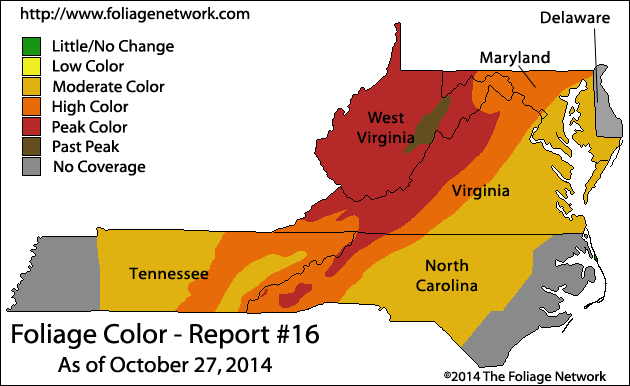 http://www.foliagenetwork.com
Delaware
Little/No Change
Low Color
Moderate Color
High Color
Peak Color
Past Peak
No Coverage
Maryland
West
Virginia
Virginia
Tennessee
North
Carolina
Foliage Color - Report #16
As of October 27, 2014
©2014 The Foliage Network